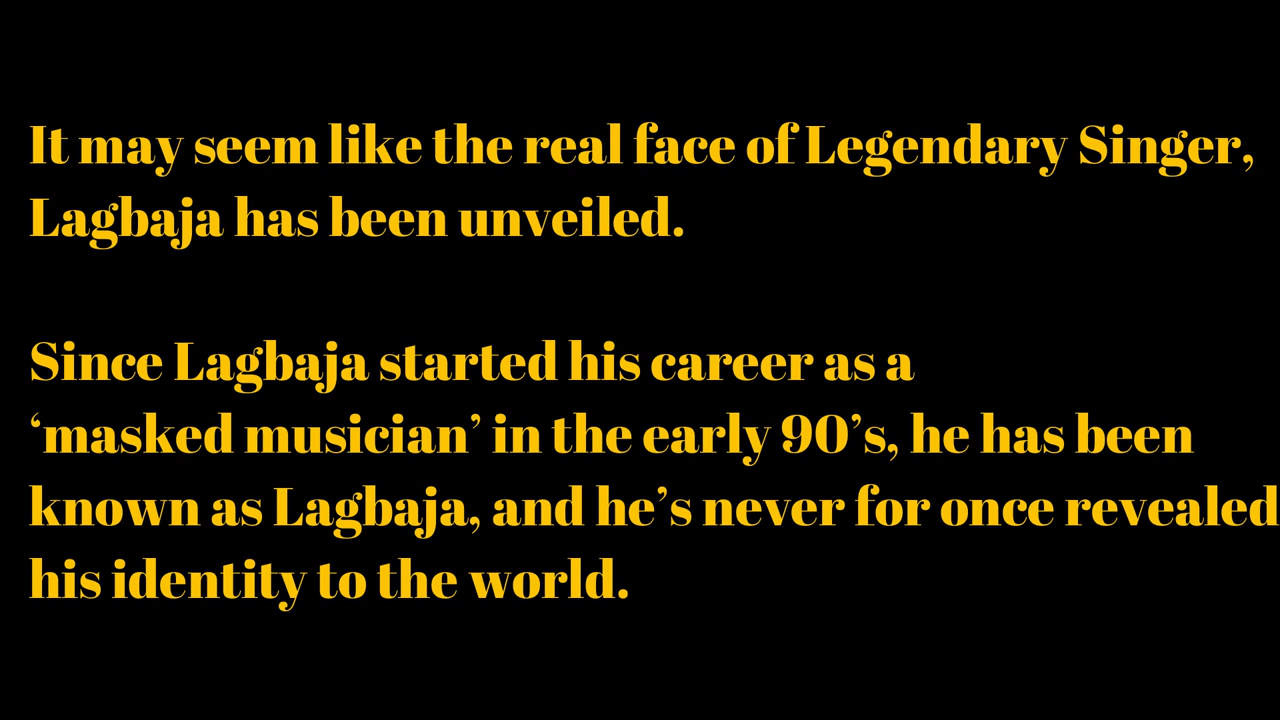 It may seem like the real face of Legendary Singer,
Lagbaja has been unveiled.
Since Lagbaja started his career as a
‘masked musician’ in the early 90’s, he has been
known as Lagbaja, and he’s never for once revealed
his identity to the world.